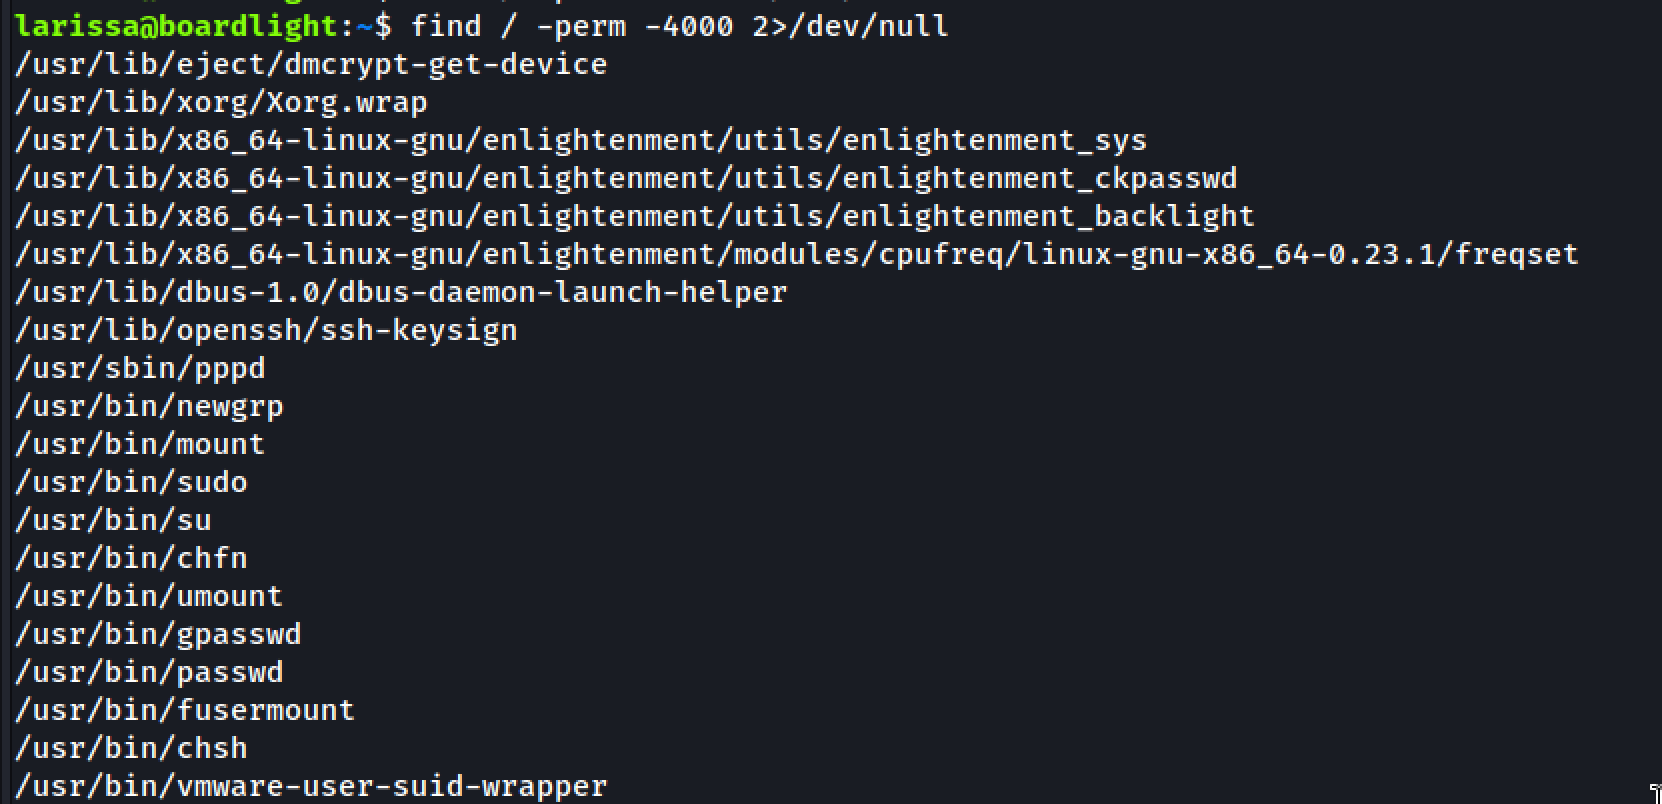 larissa@boardlight:~$ find / -perm -4000 2>/dev/null
/usr/lib/eject/dmcrypt-get-device
/usr/lib/xorg/Xorg.wrap
/usr/lib/x86_64-linux-gnu/enlightenment/utils/enlightenment_sys
/usr/lib/x86_64-linux-gnu/enlightenment/utils/enlightenment_ckpasswd
/usr/lib/x86_64-linux-gnu/enlightenment/utils/enlightenment_backlight
/usr/lib/x86_64-linux-gnu/enlightenment/modules/cpufreq/linux-gnu-x86_64-0.23.1/freqset
/usr/lib/dbus-1.0/dbus-daemon-launch-helper
/usr/lib/openssh/ssh-keysign
/usr/sbin/pppd
/usr/bin/newgrp
/usr/bin/mount
/usr/bin/sudo
/usr/bin/su
/usr/bin/chfn
/usr/bin/umount
/usr/bin/gpasswd
/usr/bin/passwd
/usr/bin/fusermount
/usr/bin/chsh
/usr/bin/vmware-user-suid-wrapper